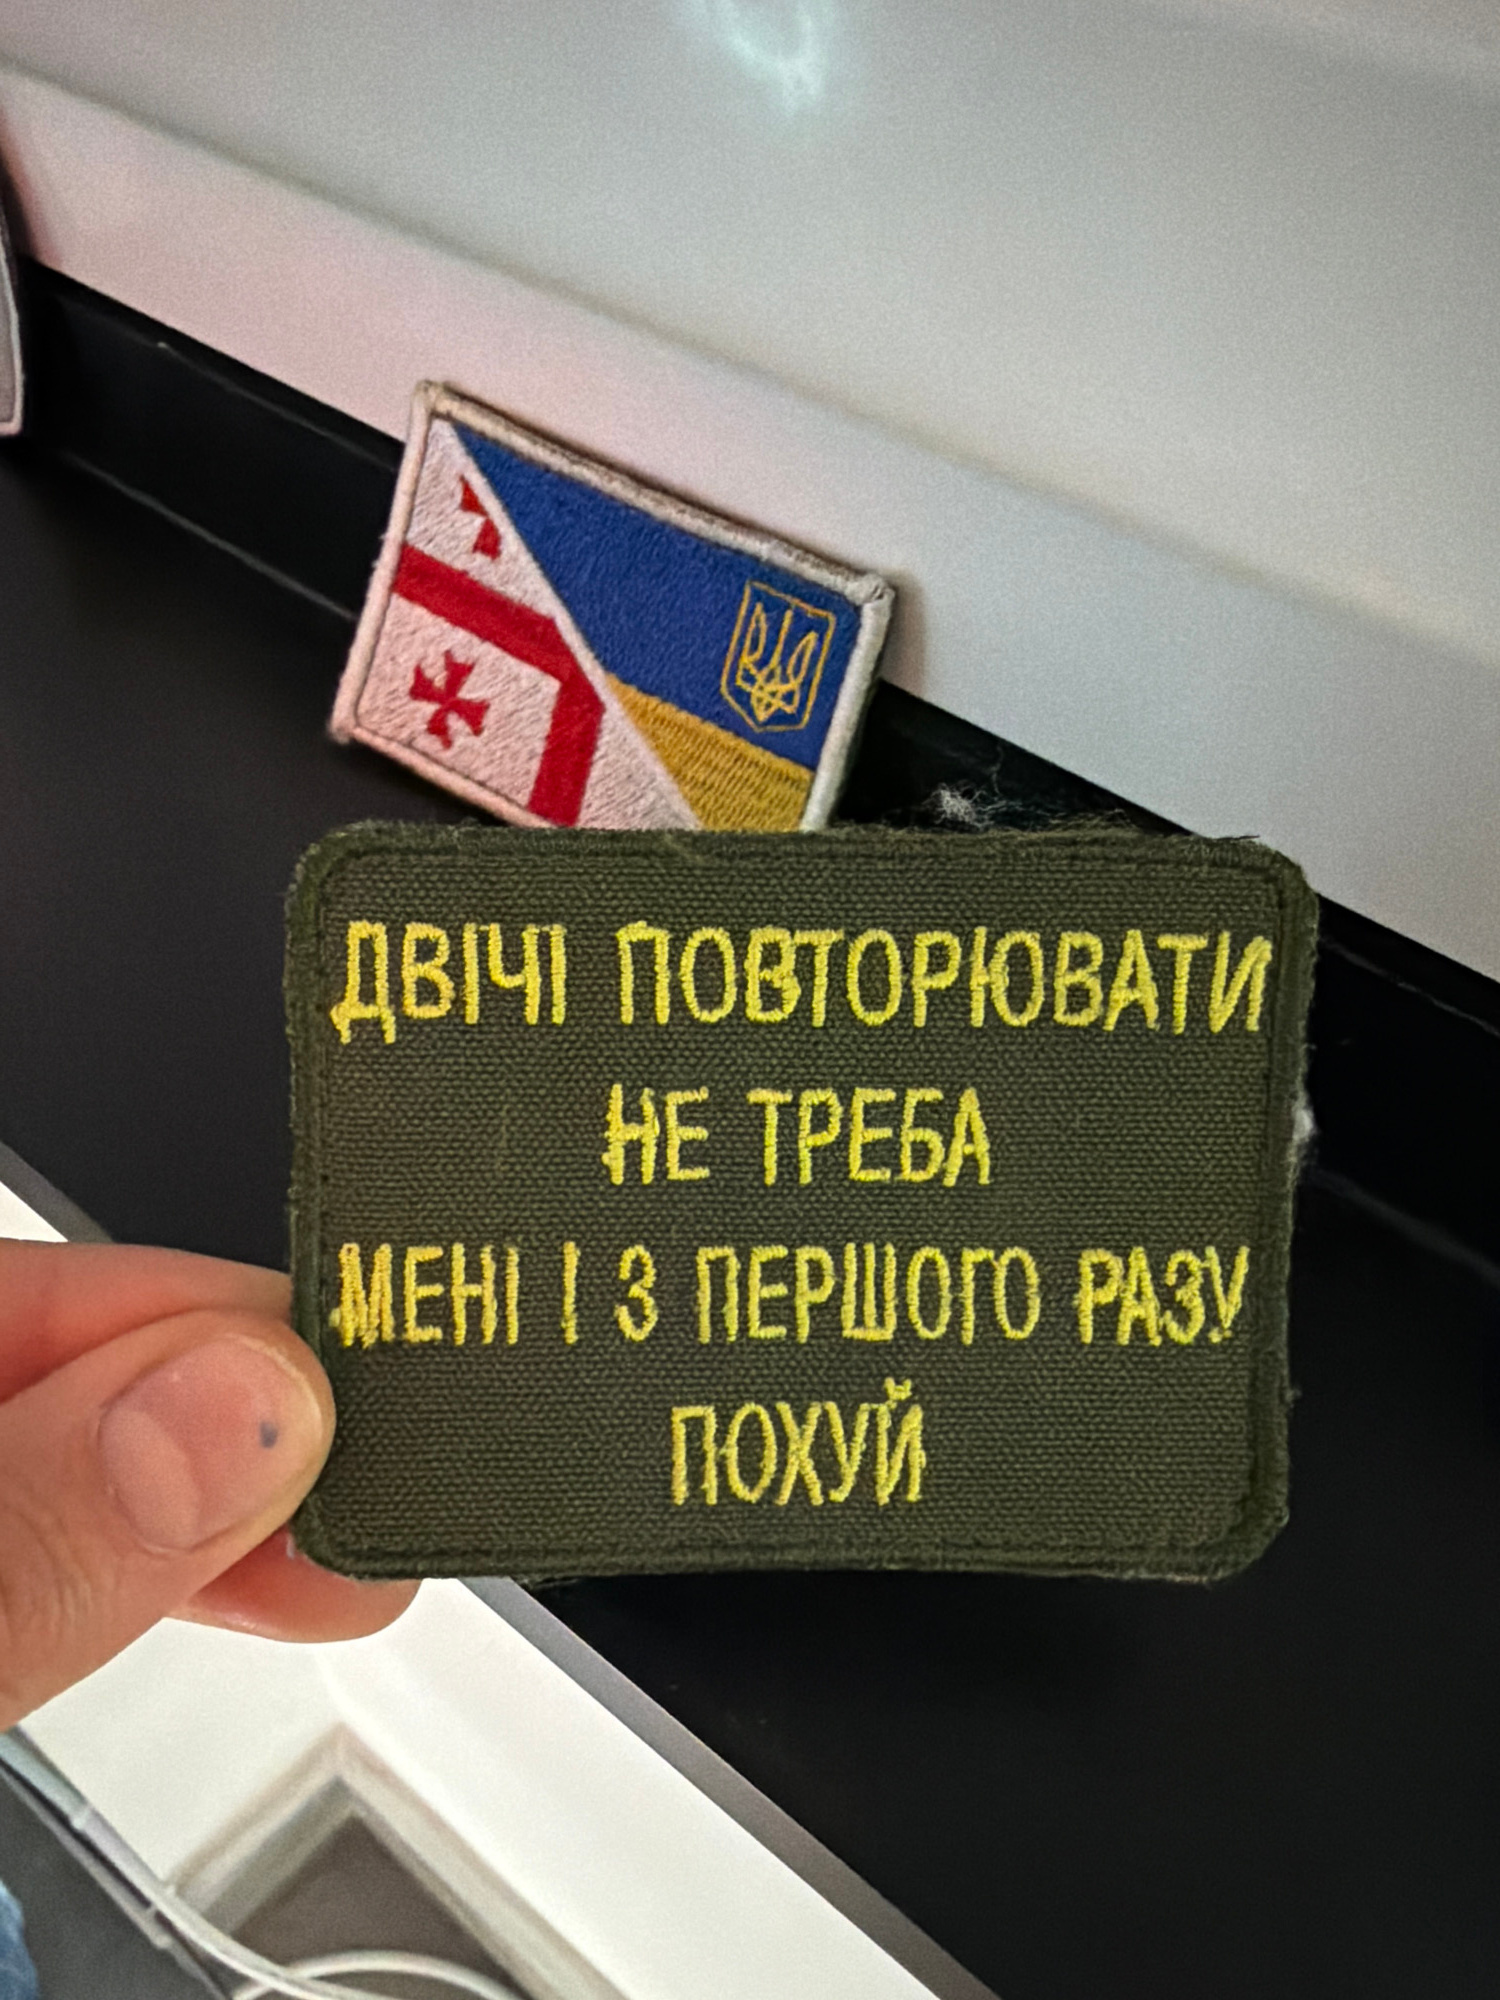 ДВІЧІ ПОВТОРЮВАТИ
НЕ ТРЕБА
МЕНІ І З ПЕРШОГО РАЗУ
ПОХУЙ